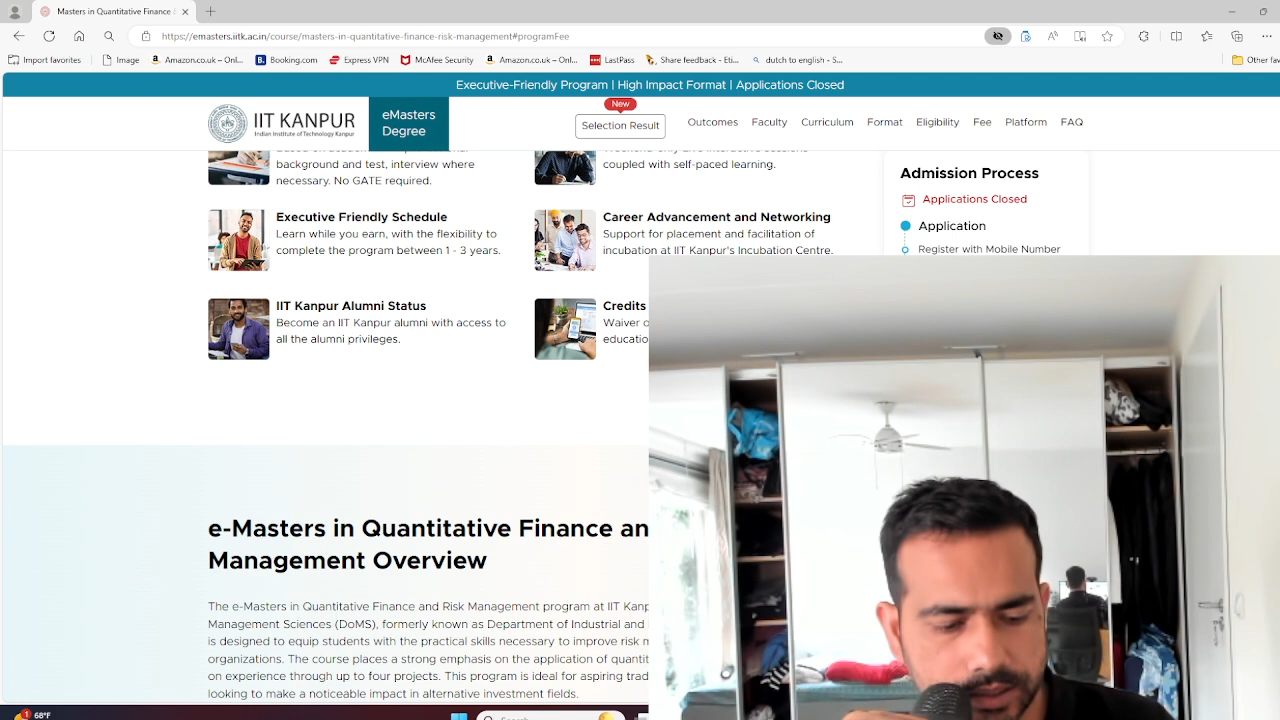 Masters in Quantitative Finance &
https://emasters.iitk.ac.in/course/masters-in-quantitative-finance-risk-management#programFee
Import favorites
Image
Amazon.co.uk – Onl...
Booking.com
Express VPN
McAfee Security
Amazon.co.uk – Onl...
LastPass
Share feedback - Eti...
dutch to english - S...
Other fav
Executive-Friendly Program | High Impact Format | Applications Closed
IIT KANPUR
Indian Institute of Technology Kanpur
eMasters
Degree
New
Selection Result
Outcomes
Faculty
Curriculum
Format
Eligibility
Fee
Platform
FAQ
background and test, interview where
necessary. No GATE required.
coupled with self-paced learning.
Executive Friendly Schedule
Learn while you earn, with the flexibility to
complete the program between 1 - 3 years.
Career Advancement and Networking
Support for placement and facilitation of
incubation at IIT Kanpur's Incubation Centre.
IIT Kanpur Alumni Status
Become an IIT Kanpur alumni with access to
all the alumni privileges.
Credits
Waiver o
educatio
Admission Process
Applications Closed
Application
Register with Mobile Number
e-Masters in Quantitative Finance an
Management Overview
The e-Masters in Quantitative Finance and Risk Management program at IIT Kanp
Management Sciences (DoMS), formerly known as Department of Industrial and
is designed to equip students with the practical skills necessary to improve risk m
organizations. The course places a strong emphasis on the application of quantit
on experience through up to four projects. This program is ideal for aspiring trad
looking to make a noticeable impact in alternative investment fields.
1
68°F
Search